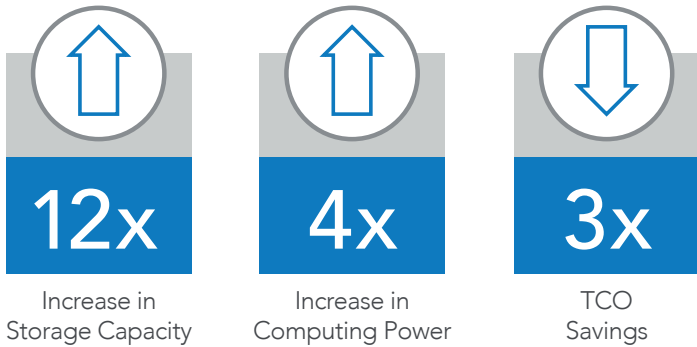 12x
Increase in
Storage Capacity
4x
Increase in
Computing Power
3x
TCO
Savings